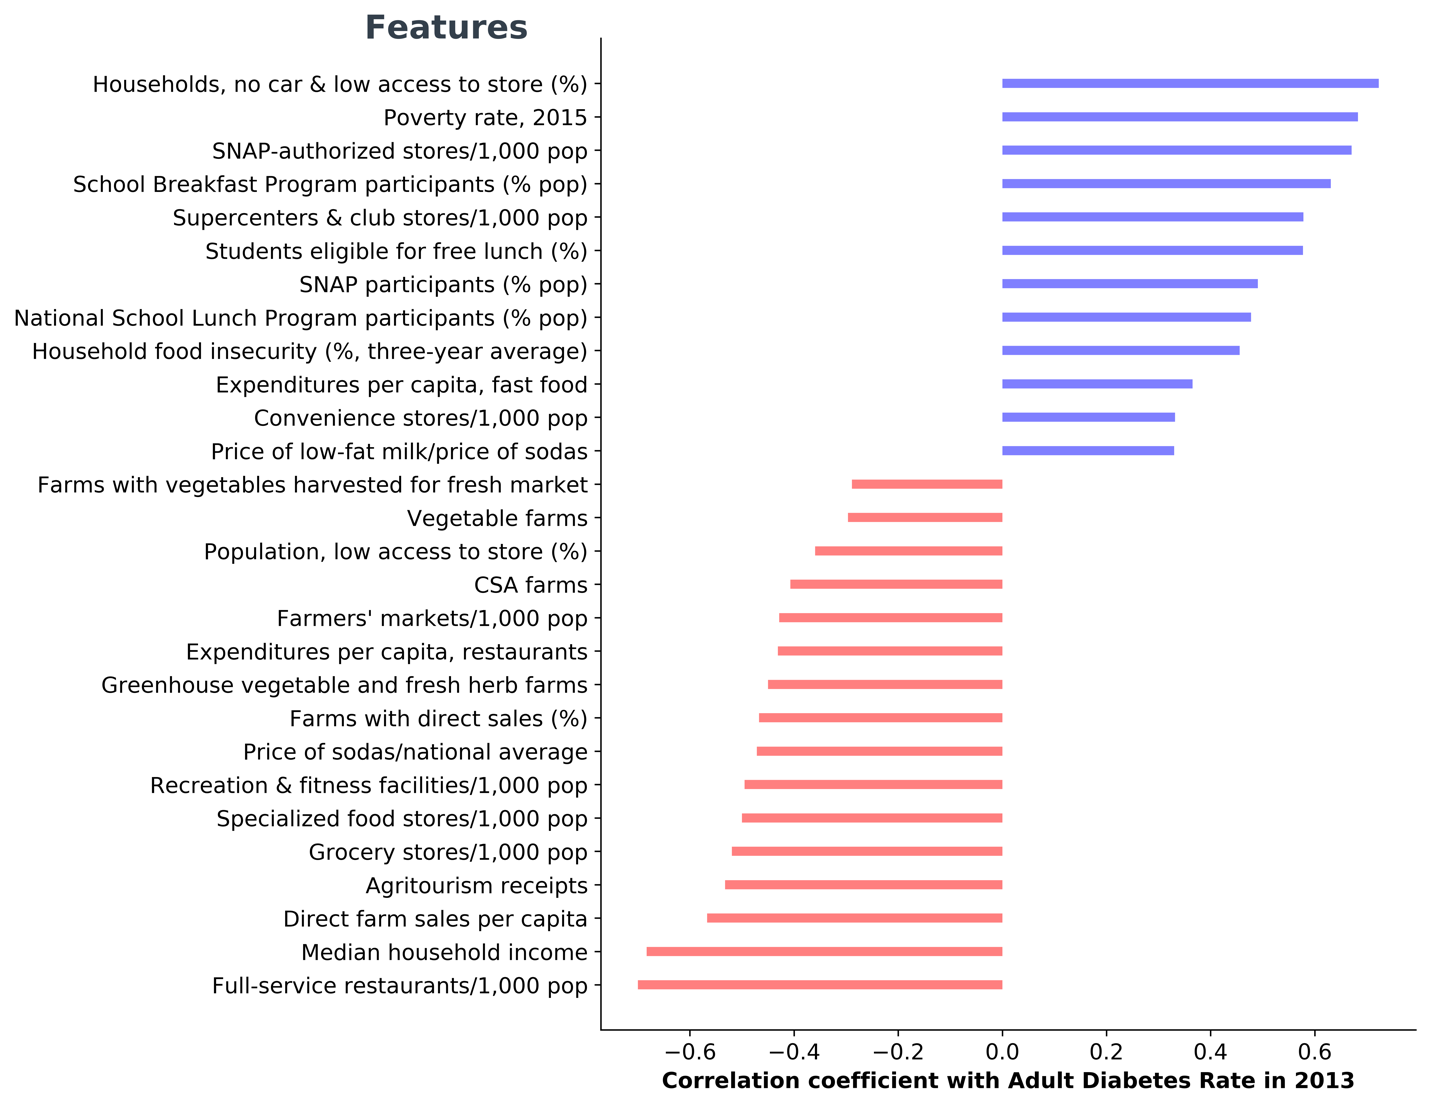 Features
Households, no car & low access to store (%)
Poverty rate, 2015
SNAP-authorized stores/1,000 pop
School Breakfast Program participants (% pop)
Supercenters & club stores/1,000 pop
Students eligible for free lunch (%)
SNAP participants (% pop)
National School Lunch Program participants (% pop)
Household food insecurity (%, three-year average)
Expenditures per capita, fast food
Convenience stores/1,000 pop
Price of low-fat milk/price of sodas
Farms with vegetables harvested for fresh market
Vegetable farms
Population, low access to store (%)
CSA farms
Farmers' markets/1,000 pop
Expenditures per capita, restaurants
Greenhouse vegetable and fresh herb farms
Farms with direct sales (%)
Price of sodas/national average
Recreation & fitness facilities/1,000 pop
Specialized food stores/1,000 pop
Grocery stores/1,000 pop
Agritourism receipts
Direct farm sales per capita
Median household income
Full-service restaurants/1,000 pop
−0.6 −0.4 −0.2 0.0 0.2 0.4 0.6
Correlation coefficient with Adult Diabetes Rate in 2013